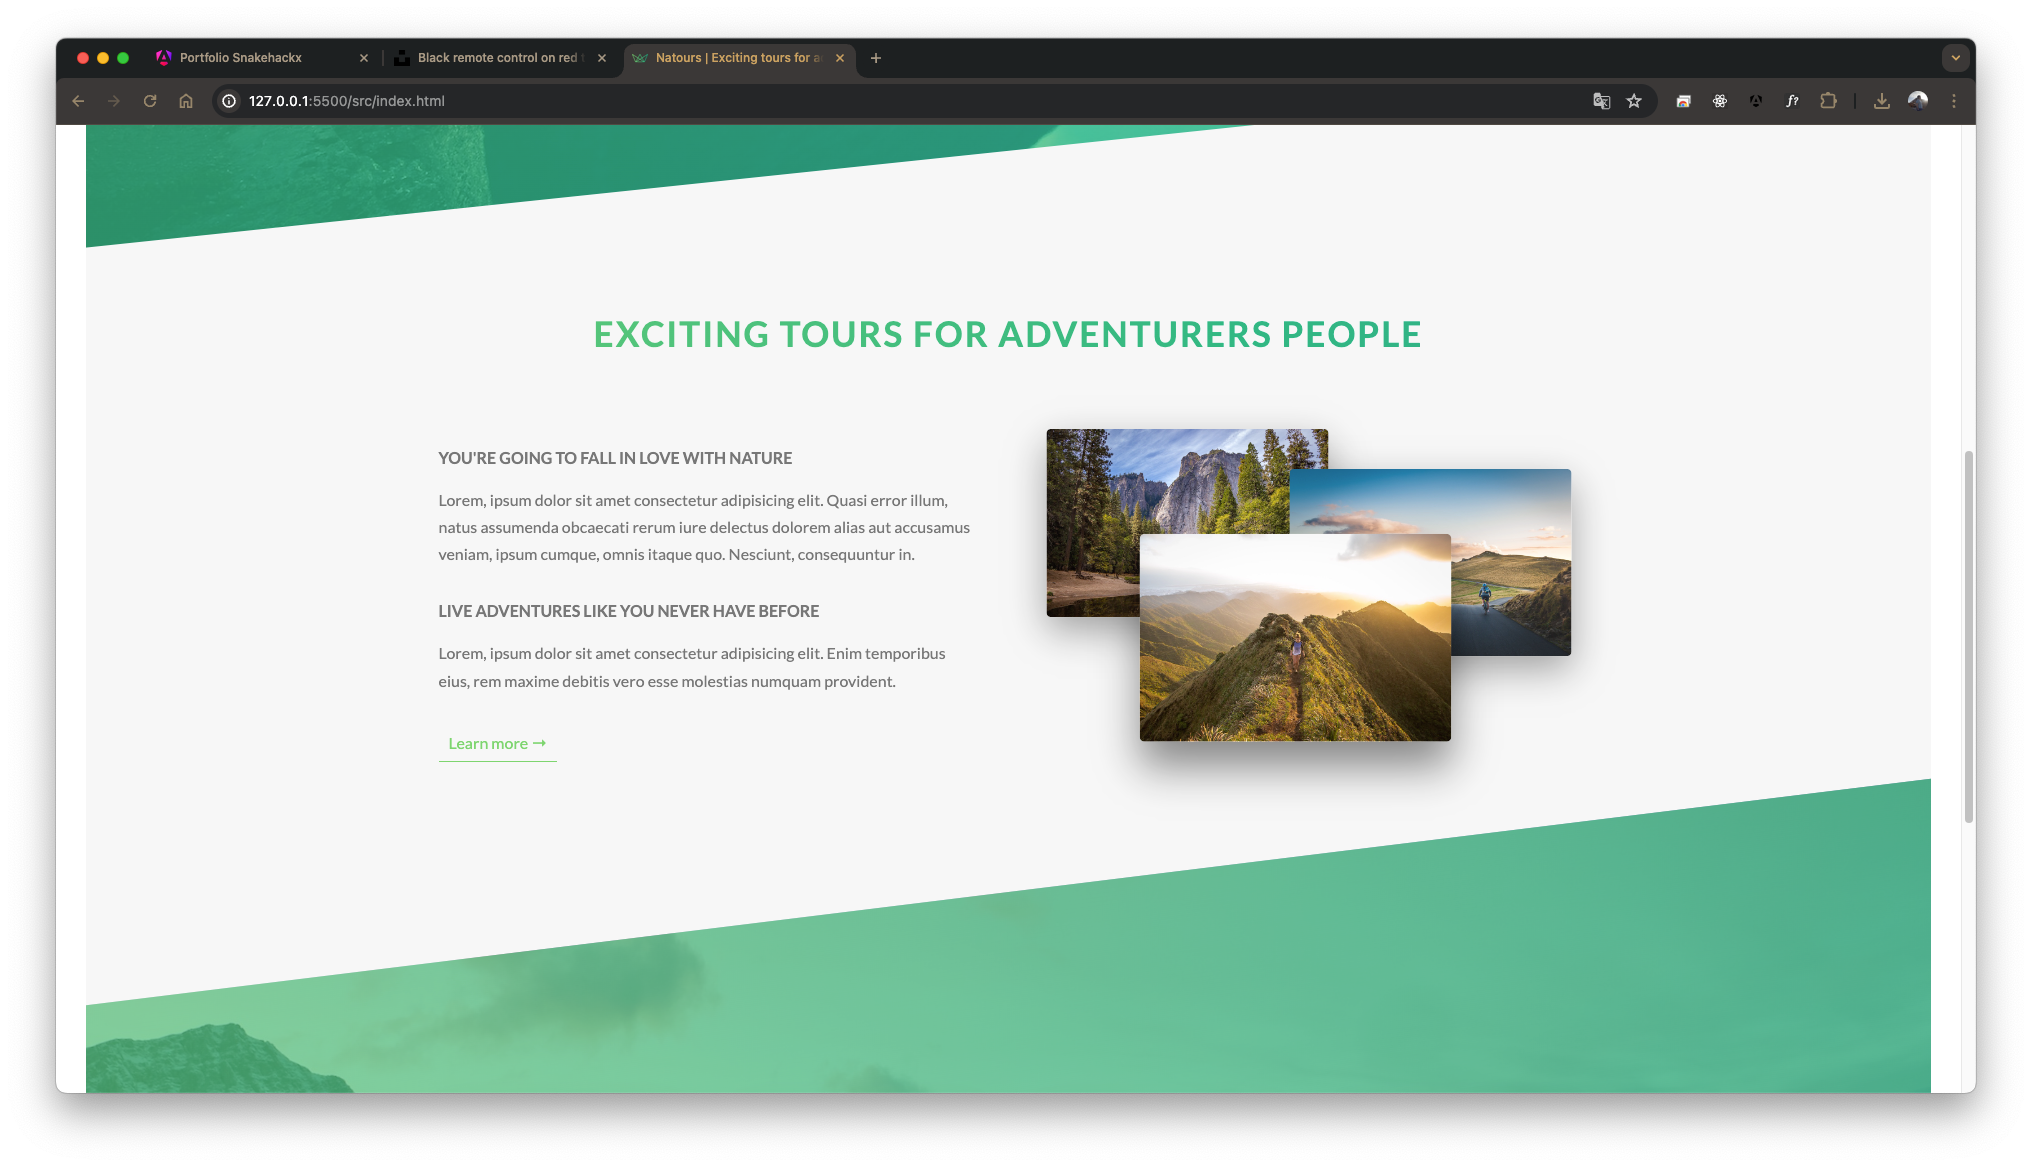 Portfolio Snakehackx
Black remote control on red
Natours | Exciting tours for a
127.0.0.1:5500/src/index.html
f?
EXCITING TOURS FOR ADVENTURERS PEOPLE
YOU'RE GOING TO FALL IN LOVE WITH NATURE
Lorem, ipsum dolor sit amet consectetur adipisicing elit. Quasi error illum,
natus assumenda obcaecati rerum iure delectus dolorem alias aut accusamus
veniam, ipsum cumque, omnis itaque quo. Nesciunt, consequuntur in.
LIVE ADVENTURES LIKE YOU NEVER HAVE BEFORE
Lorem, ipsum dolor sit amet consectetur adipisicing elit. Enim temporibus
eius, rem maxime debitis vero esse molestias numquam provident.
Learn more →